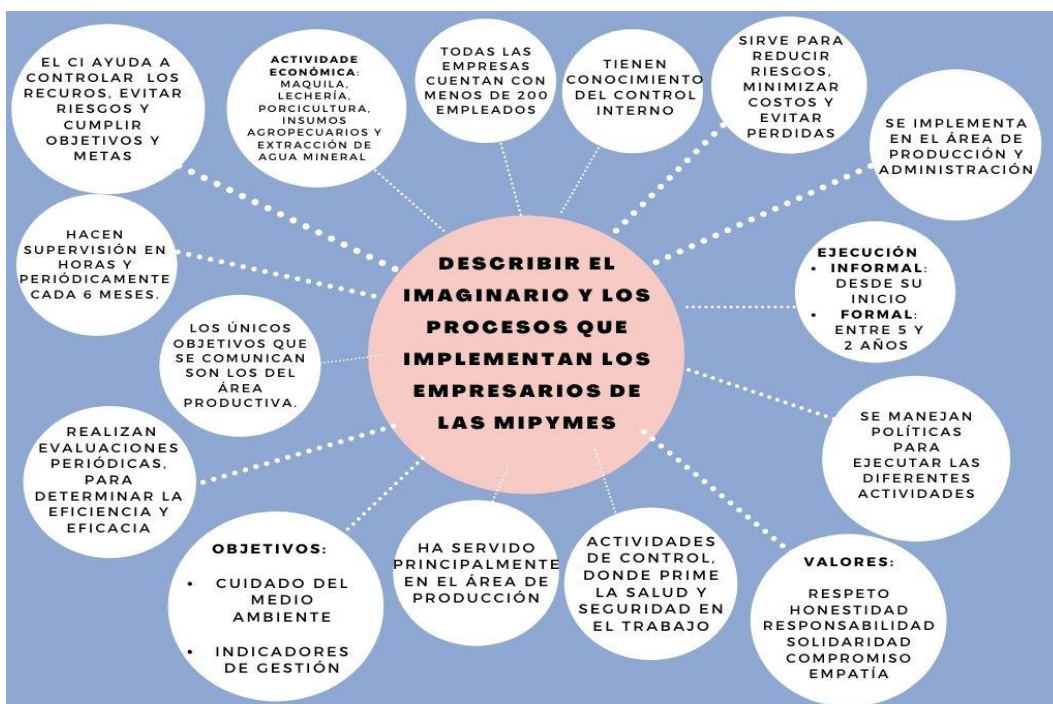 EL CI AYUDA A
CONTROLAR LOS
RECUROS, EVITAR
RIESGOS Y
CUMPLIR
OBJETIVOS Y
METAS
ACTIVIDADE
ECONÓMICA:
MAQUILA,
LECHERÍA,
PORCICULTURA,
INSUMOS
AGROPECUARIOS Y
EXTRACCIÓN DE
AGUA MINERAL
TODAS LAS
EMPRESAS
CUENTAN CON
MENOS DE 200
EMPLEADOS
TIENEN
CONOCIMIENTO
DEL CONTROL
INTERNO
SIRVE PARA
REDUCIR
RIESGOS,
MINIMIZAR
COSTOS Y
EVITAR
PERDIDAS
SE IMPLEMENTA
EN EL ÁREA DE
PRODUCCIÓN Y
ADMINISTRACIÓN
HACEN
SUPERVISIÓN EN
HORAS Y
PERIÓDICAMENTE
CADA 6 MESES.
DESCRIBIR EL
IMAGINARIO Y LOS
PROCESOS QUE
IMPLEMENTAN LOS
EMPRESARIOS DE
LAS MIPYMES
EJECUCIÓN
• INFORMAL:
DESDE SU
INICIO
• FORMAL:
ENTRE 5 Y
2 AÑOS
LOS ÚNICOS
OBJETIVOS QUE
SE COMUNICAN
SON LOS DEL
ÁREA
PRODUCTIVA.
SE MANEJAN
POLÍTICAS
PARA
EJECUTAR LAS
DIFERENTES
ACTIVIDADES
REALIZAN
EVALUACIONES
PERIÓDICAS,
PARA
DETERMINAR LA
EFICIENCIA Y
EFICACIA
OBJETIVOS:
• CUIDADO DEL
MEDIO
AMBIENTE
• INDICADORES
DE GESTIÓN
HA SERVIDO
PRINCIPALMENTE
EN EL ÁREA DE
PRODUCCIÓN
ACTIVIDADES
DE CONTROL,
DONDE PRIME
LA SALUD Y
SEGURIDAD EN
EL TRABAJO
VALORES:
RESPETO
HONESTIDAD
RESPONSABILIDAD
SOLIDARIDAD
COMPROMISO
EMPATÍA